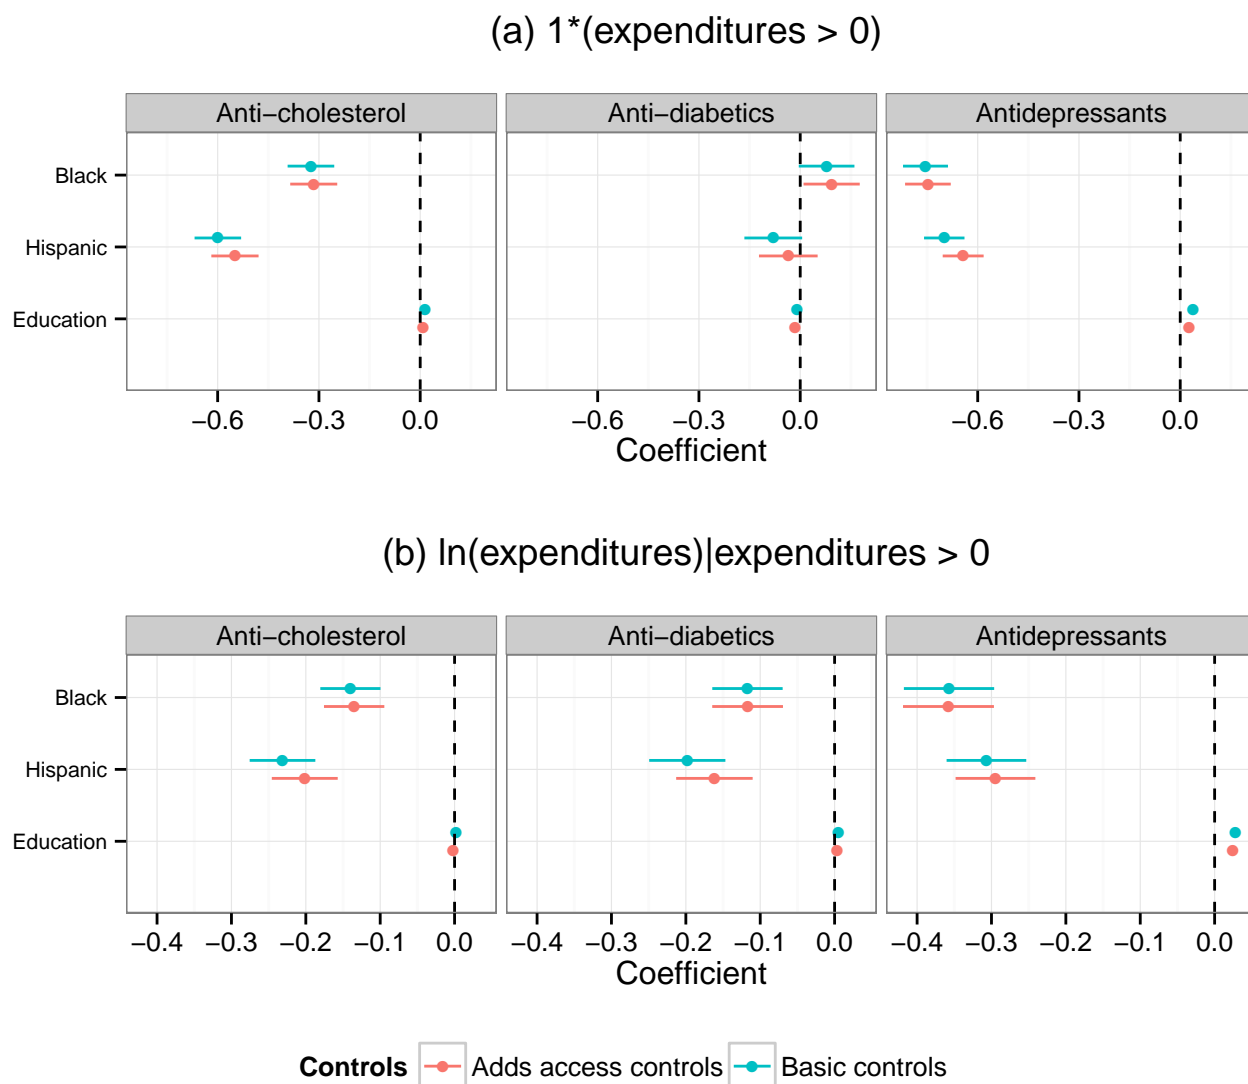 (a) 1*(expenditures > 0)
Anti−cholesterol Anti−diabetics Antidepressants
Black
Hispanic
Education
−0.6 −0.3 0.0 −0.6 −0.3 0.0 −0.6 −0.3 0.0
Coefficient
(b) ln(expenditures)|expenditures > 0
Anti−cholesterol Anti−diabetics Antidepressants
Black
Hispanic
Education
−0.4 −0.3 −0.2 −0.1 0.0 −0.4 −0.3 −0.2 −0.1 0.0 −0.4 −0.3 −0.2 −0.1 0.0
Coefficient
Controls Adds access controls Basic controls